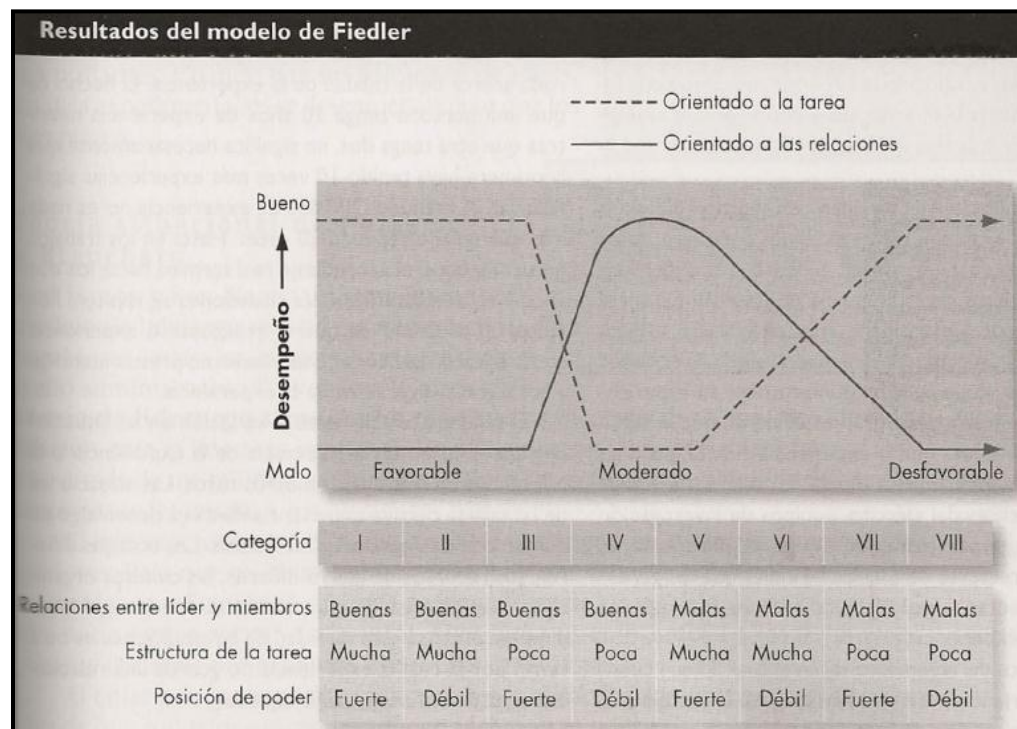 Resultados del modelo de Fiedler
Orientado a la tarea
Orientado a las relaciones
Bueno
Desempeño
Malo
Favorable Moderado Desfavorable
Categoría I II III IV V VI VII VIII
Relaciones entre líder y miembros Buenas Buenas Buenas Buenas Malas Malas Malas Malas
Estructura de la tarea Mucha Mucha Poca Poca Mucha Mucha Poca Poca
Posición de poder Fuerte Débil Fuerte Débil Fuerte Débil Fuerte Débil